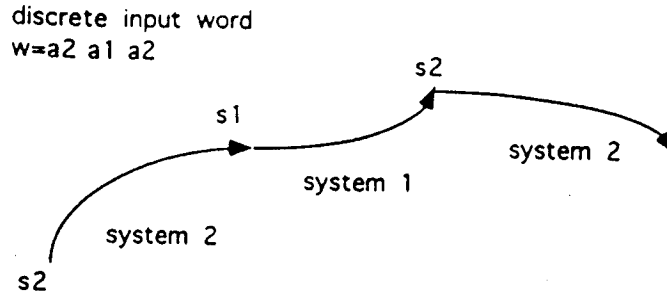 discrete input word
w=a2 a1 a2
s2
s1
system 2
system 1
system 2
s2